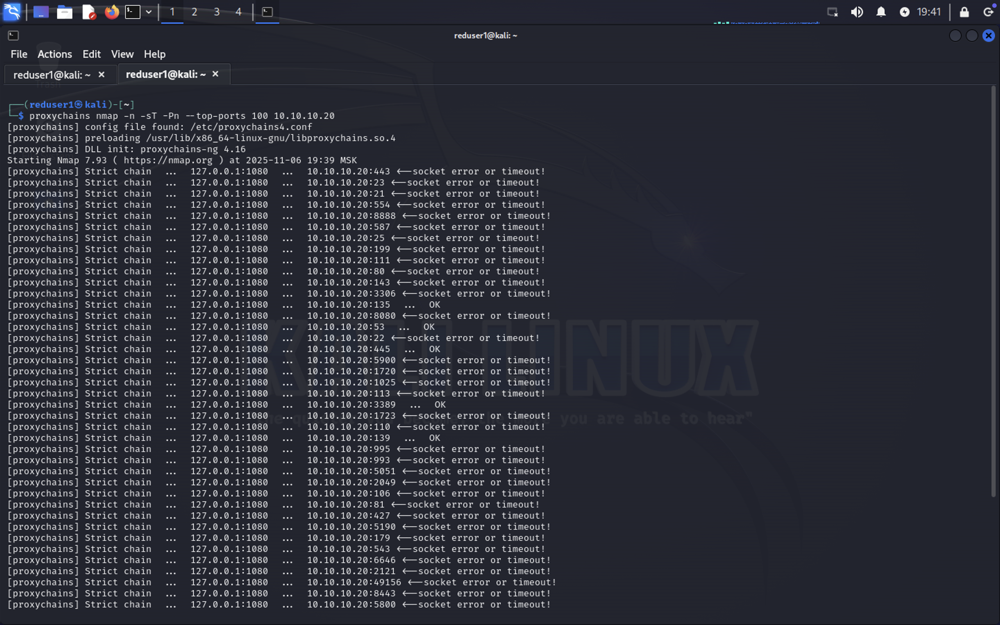 1 2 3 4 19:41
reduser1@kali: ~
File Actions Edit View Help
reduser1@kali: ~ × reduser1@kali: ~ ×
Trash
┌──(reduser1㉿kali)-[~]
└─$ proxychains nmap -n -sT -Pn --top-ports 100 10.10.10.20
[proxychains] config file found: /etc/proxychains4.conf
[proxychains] preloading /usr/lib/x86_64-linux-gnu/libproxychains.so.4
[proxychains] DLL init: proxychains-ng 4.16
Starting Nmap 7.93 ( https://nmap.org ) at 2025-11-06 19:39 MSK
[proxychains] Strict chain ... 127.0.0.1:1080 ... 10.10.10.20:443 <--socket error or timeout!
[proxychains] Strict chain ... 127.0.0.1:1080 ... 10.10.10.20:23 <--socket error or timeout!
[proxychains] Strict chain ... 127.0.0.1:1080 ... 10.10.10.20:21 <--socket error or timeout!
[proxychains] Strict chain ... 127.0.0.1:1080 ... 10.10.10.20:554 <--socket error or timeout!
[proxychains] Strict chain ... 127.0.0.1:1080 ... 10.10.10.20:8888 <--socket error or timeout!
[proxychains] Strict chain ... 127.0.0.1:1080 ... 10.10.10.20:587 <--socket error or timeout!
[proxychains] Strict chain ... 127.0.0.1:1080 ... 10.10.10.20:25 <--socket error or timeout!
[proxychains] Strict chain ... 127.0.0.1:1080 ... 10.10.10.20:199 <--socket error or timeout!
[proxychains] Strict chain ... 127.0.0.1:1080 ... 10.10.10.20:111 <--socket error or timeout!
[proxychains] Strict chain ... 127.0.0.1:1080 ... 10.10.10.20:80 <--socket error or timeout!
[proxychains] Strict chain ... 127.0.0.1:1080 ... 10.10.10.20:143 <--socket error or timeout!
[proxychains] Strict chain ... 127.0.0.1:1080 ... 10.10.10.20:3306 <--socket error or timeout!
[proxychains] Strict chain ... 127.0.0.1:1080 ... 10.10.10.20:135 ... OK
[proxychains] Strict chain ... 127.0.0.1:1080 ... 10.10.10.20:8080 <--socket error or timeout!
[proxychains] Strict chain ... 127.0.0.1:1080 ... 10.10.10.20:53 ... OK
[proxychains] Strict chain ... 127.0.0.1:1080 ... 10.10.10.20:22 <--socket error or timeout!
[proxychains] Strict chain ... 127.0.0.1:1080 ... 10.10.10.20:445 ... OK
[proxychains] Strict chain ... 127.0.0.1:1080 ... 10.10.10.20:5900 <--socket error or timeout!
[proxychains] Strict chain ... 127.0.0.1:1080 ... 10.10.10.20:1720 <--socket error or timeout!
[proxychains] Strict chain ... 127.0.0.1:1080 ... 10.10.10.20:1025 <--socket error or timeout!
[proxychains] Strict chain ... 127.0.0.1:1080 ... 10.10.10.20:113 <--socket error or timeout!
[proxychains] Strict chain ... 127.0.0.1:1080 ... 10.10.10.20:3389 ... OK
[proxychains] Strict chain ... 127.0.0.1:1080 ... 10.10.10.20:1723 <--socket error or timeout!
[proxychains] Strict chain ... 127.0.0.1:1080 ... 10.10.10.20:110 <--socket error or timeout!
[proxychains] Strict chain ... 127.0.0.1:1080 ... 10.10.10.20:139 ... OK
[proxychains] Strict chain ... 127.0.0.1:1080 ... 10.10.10.20:995 <--socket error or timeout!
[proxychains] Strict chain ... 127.0.0.1:1080 ... 10.10.10.20:993 <--socket error or timeout!
[proxychains] Strict chain ... 127.0.0.1:1080 ... 10.10.10.20:5051 <--socket error or timeout!
[proxychains] Strict chain ... 127.0.0.1:1080 ... 10.10.10.20:2049 <--socket error or timeout!
[proxychains] Strict chain ... 127.0.0.1:1080 ... 10.10.10.20:106 <--socket error or timeout!
[proxychains] Strict chain ... 127.0.0.1:1080 ... 10.10.10.20:81 <--socket error or timeout!
[proxychains] Strict chain ... 127.0.0.1:1080 ... 10.10.10.20:427 <--socket error or timeout!
[proxychains] Strict chain ... 127.0.0.1:1080 ... 10.10.10.20:5190 <--socket error or timeout!
[proxychains] Strict chain ... 127.0.0.1:1080 ... 10.10.10.20:179 <--socket error or timeout!
[proxychains] Strict chain ... 127.0.0.1:1080 ... 10.10.10.20:543 <--socket error or timeout!
[proxychains] Strict chain ... 127.0.0.1:1080 ... 10.10.10.20:6646 <--socket error or timeout!
[proxychains] Strict chain ... 127.0.0.1:1080 ... 10.10.10.20:2121 <--socket error or timeout!
[proxychains] Strict chain ... 127.0.0.1:1080 ... 10.10.10.20:49156 <--socket error or timeout!
[proxychains] Strict chain ... 127.0.0.1:1080 ... 10.10.10.20:8443 <--socket error or timeout!
[proxychains] Strict chain ... 127.0.0.1:1080 ... 10.10.10.20:5800 <--socket error or timeout!
KALI LINUX
you are able to hear"